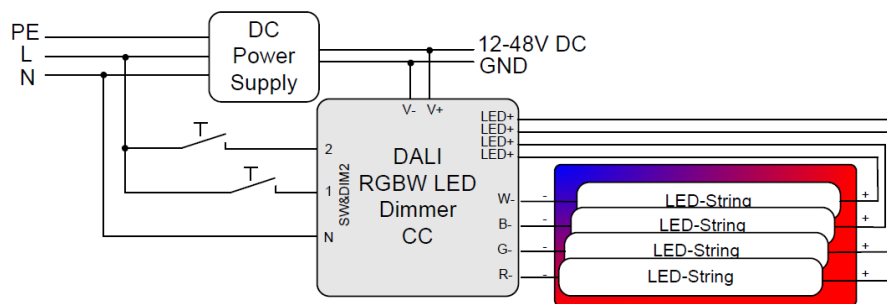 PE
L
N
DC
Power
Supply
12-48V DC
GND
V- V+
LED+
LED+
LED+
LED+
2
1
N
SW&DIM2
DALI
RGBW LED
Dimmer
CC
W- - LED-String +
B- - LED-String +
G- - LED-String +
R- - LED-String +